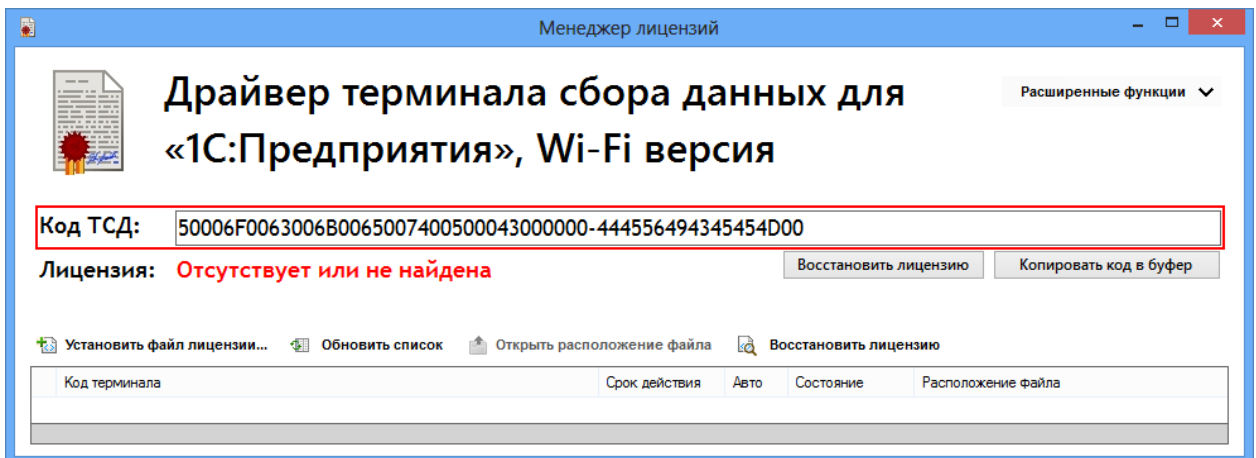 Менеджер лицензий
Драйвер терминала сбора данных для
«1С:Предприятия», Wi-Fi версия
Расширенные функции
Код ТСД: 50006F0063006B0065007400500043000000-444556494345454D00
Лицензия: Отсутствует или не найдена
Восстановить лицензию Копировать код в буфер
Установить файл лицензии... Обновить список Открыть расположение файла Восстановить лицензию
Код терминала Срок действия Авто Состояние Расположение файла